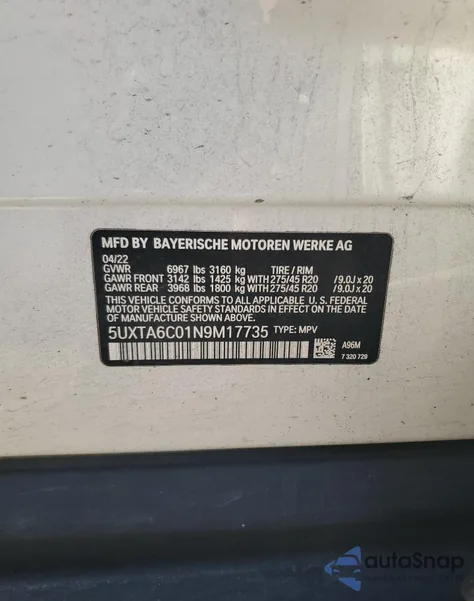 MFD BY BAYERISCHE MOTOREN WERKE AG
04/22
GVWR 6967 lbs 3160 kg TIRE / RIM
GAWR FRONT 3142 lbs 1425 kg WITH 275/45 R20 / 9.0J x 20
GAWR REAR 3968 lbs 1800 kg WITH 275/45 R20 / 9.0J x 20
THIS VEHICLE CONFORMS TO ALL APPLICABLE U.S. FEDERAL
MOTOR VEHICLE SAFETY STANDARDS IN EFFECT ON THE
DATE OF MANUFACTURE SHOWN ABOVE.
5UXTA6C01N9M17735 TYPE: MPV
A96M
7 320 729
autoSnap